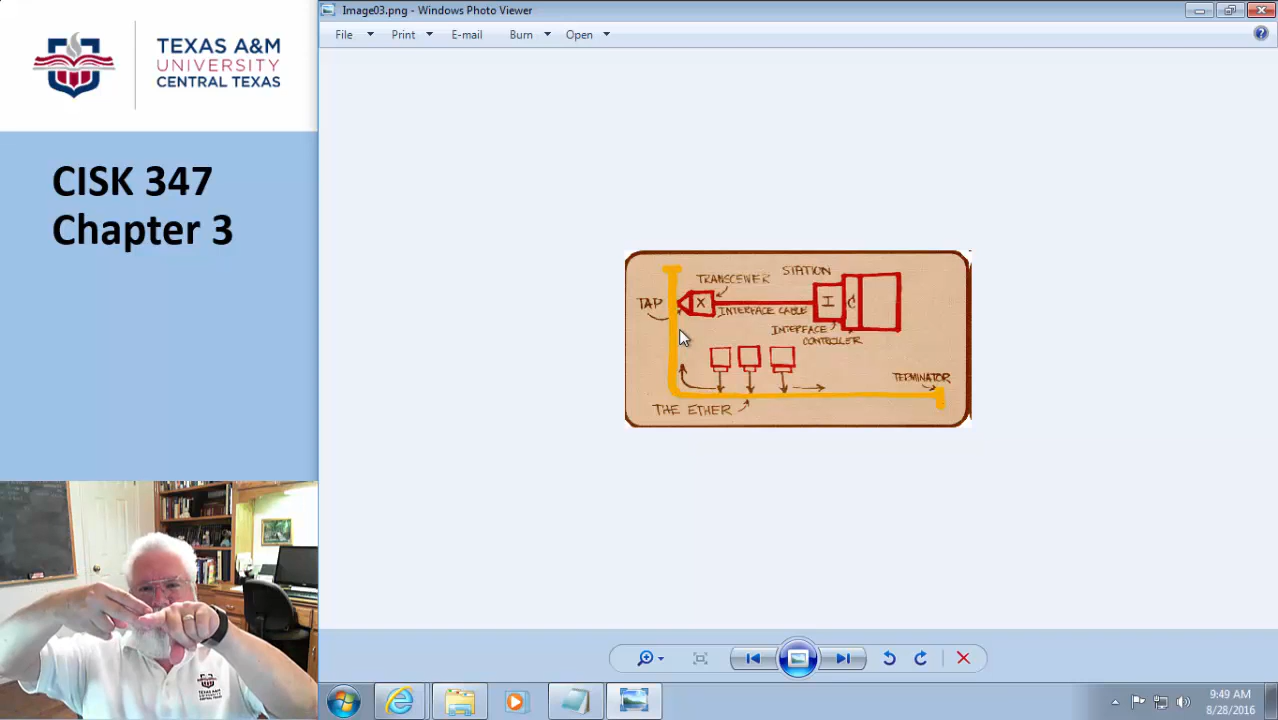 TEXAS A&M
UNIVERSITY
CENTRAL TEXAS
CISK 347
Chapter 3
Image03.png - Windows Photo Viewer
File
Print
E-mail
Burn
Open
TRANSCEIVER
STATION
TAP
X
INTERFACE CABLE
I
C
INTERFACE
CONTROLLER
TERMINATOR
THE ETHER
TEXAS A&M
9:49 AM
8/28/2016